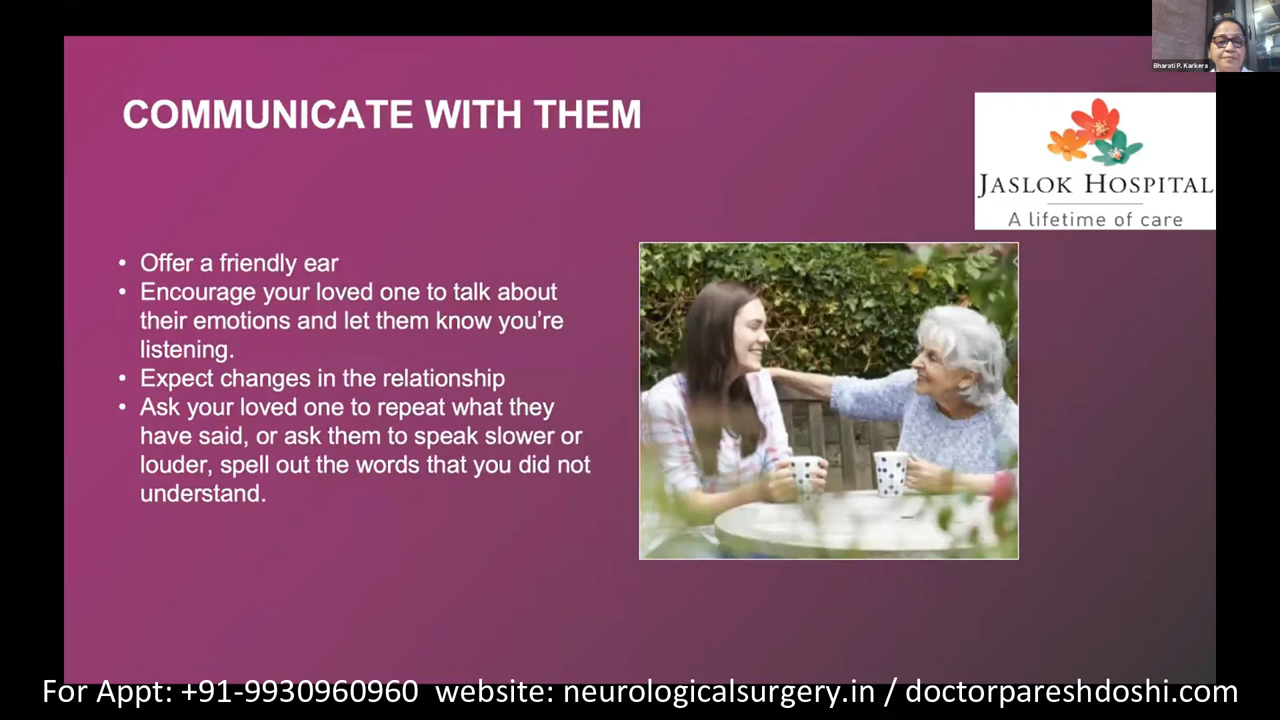 Bharati P. Karkera
COMMUNICATE WITH THEM
JASLOK HOSPITAL
A lifetime of care
• Offer a friendly ear
• Encourage your loved one to talk about
their emotions and let them know you’re
listening.
• Expect changes in the relationship
• Ask your loved one to repeat what they
have said, or ask them to speak slower or
louder, spell out the words that you did not
understand.
For Appt: +91-9930960960 website: neurologicalsurgery.in / doctorpareshdoshi.com